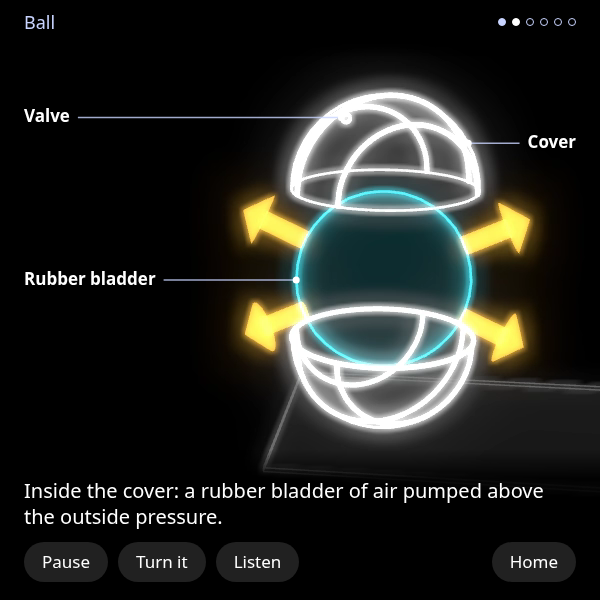 Ball
Valve
Cover
Rubber bladder
Inside the cover: a rubber bladder of air pumped above
the outside pressure.
Pause
Turn it
Listen
Home